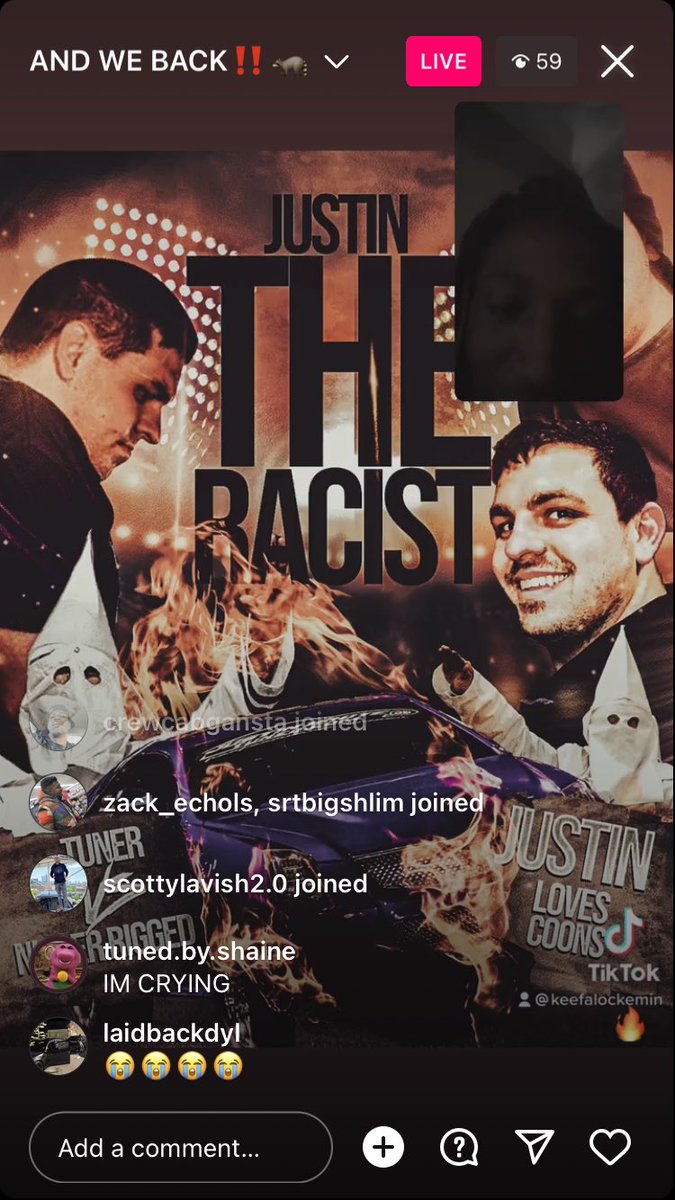 AND WE BACK‼️🦝
LIVE
59
JUSTIN
THE
RACIST
crewcabgansta joined
zack_echols, srtbigshlim joined
TUNER
V
scottylavish2.0 joined
RIGGED
JUSTIN
LOVES
COONS
TikTok
@keefalockemin
tuned.by.shaine
IM CRYING
laidbackdyl
😭😭😭😭
Add a comment...